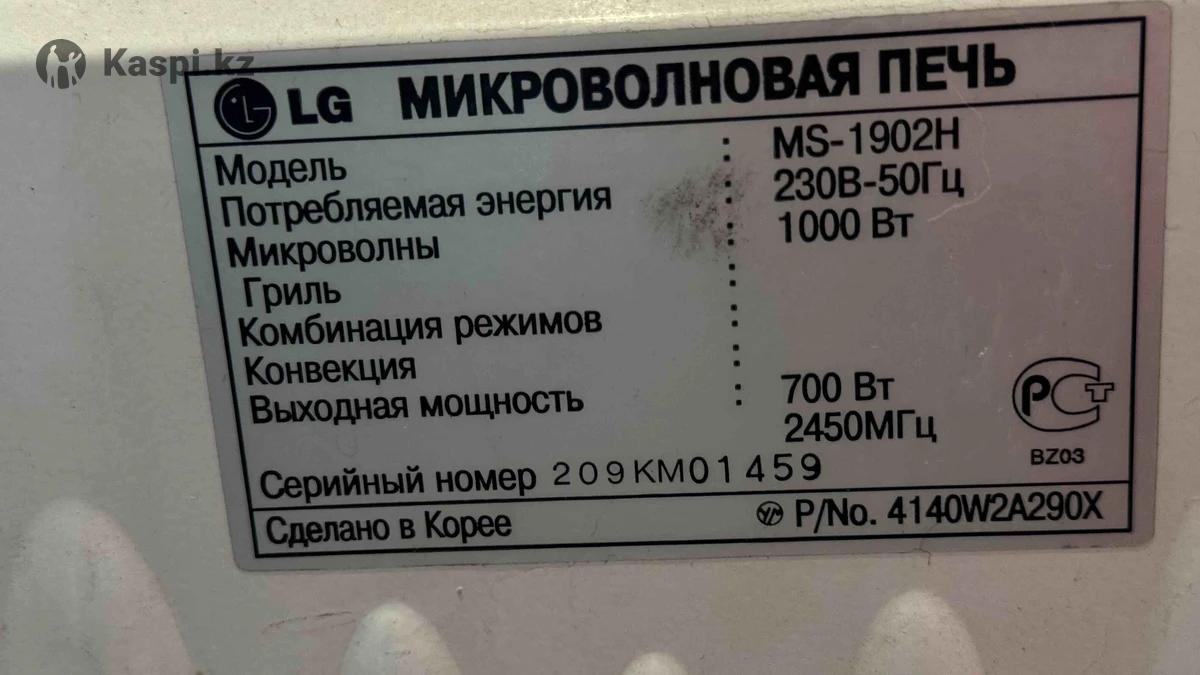 Kaspi.kz
LG МИКРОВОЛНОВАЯ ПЕЧЬ
Модель : MS-1902H
Потребляемая энергия : 230В-50Гц
Микроволны : 1000 Вт
Гриль :
Комбинация режимов :
Конвекция :
Выходная мощность : 700 Вт
2450МГц
РСТ
BZ03
Серийный номер 209KM01459
Сделано в Корее P/No. 4140W2A290X